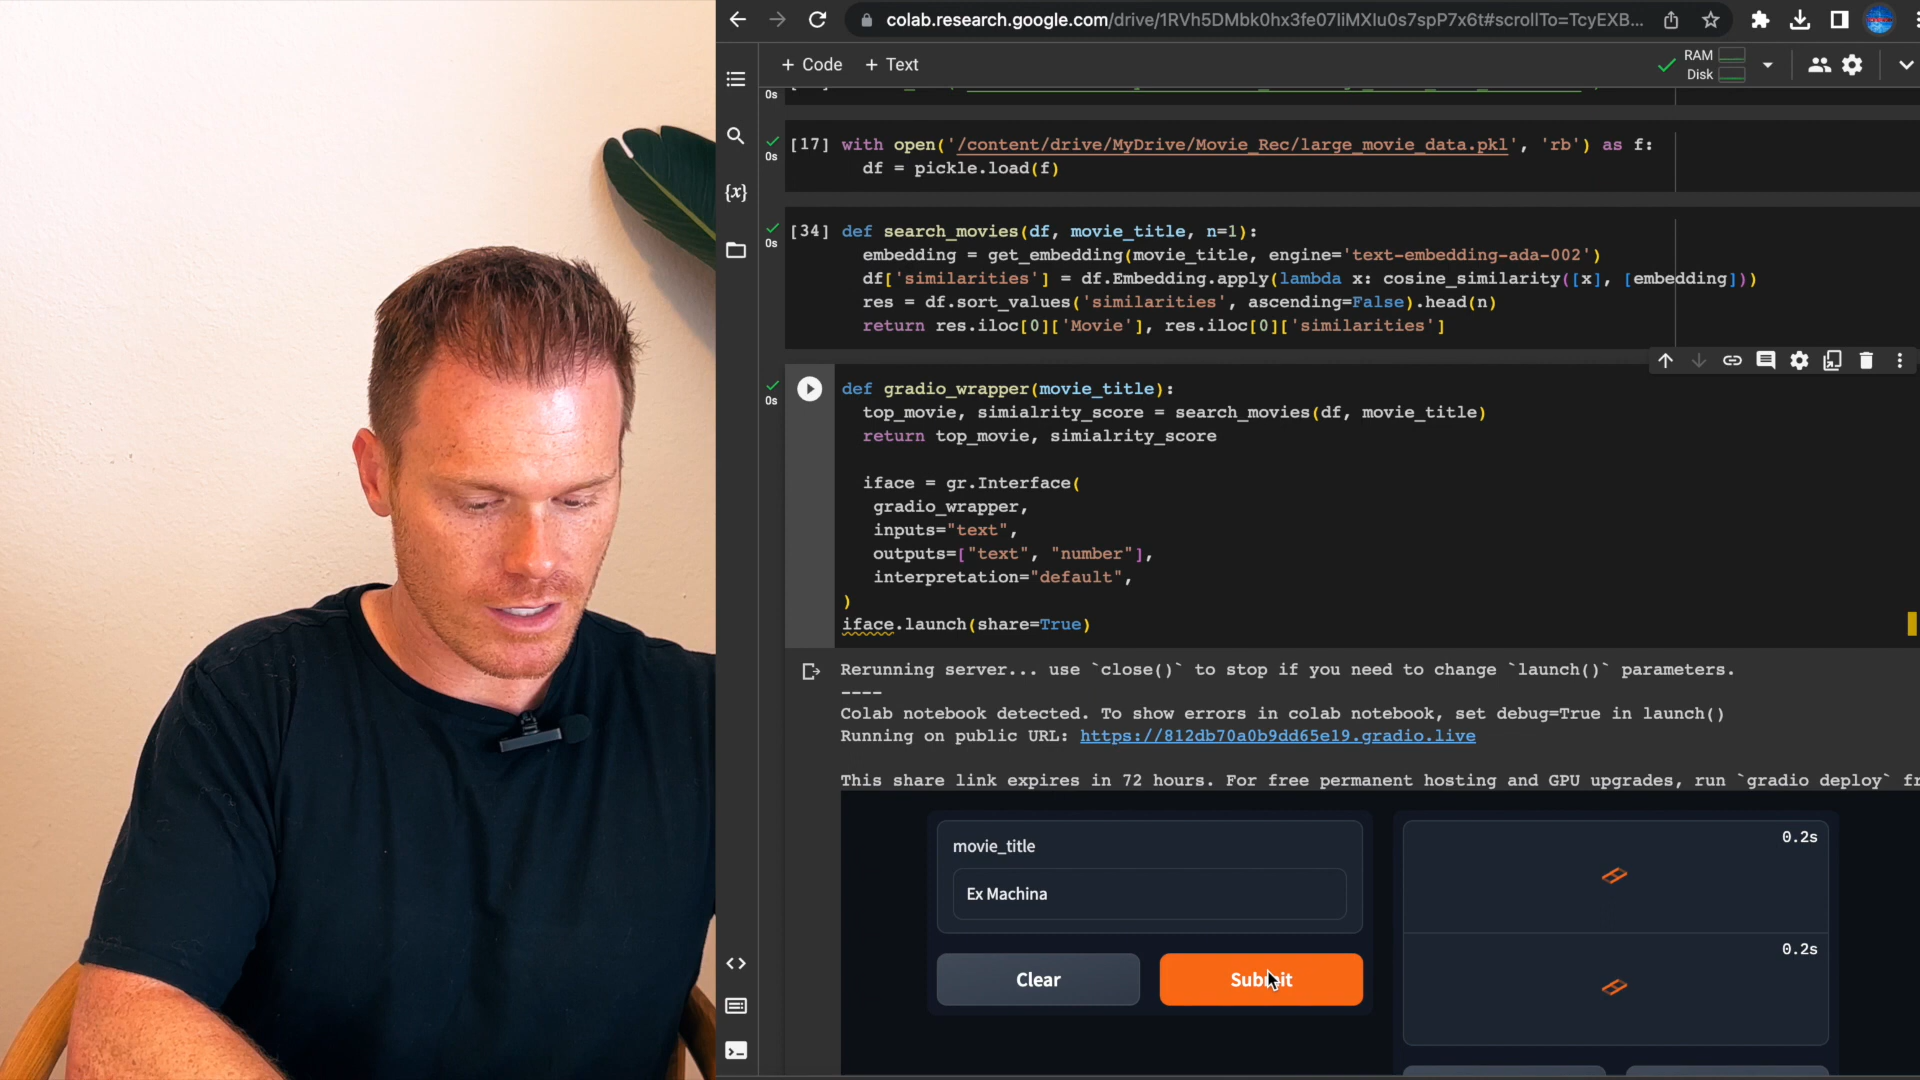 colab.research.google.com/drive/1RVh5DMbk0hx3fe07IiMXIu0s7spP7x6t#scrollTo=TcyEXB...
+ Code + Text
RAM
Disk
0s
[17] with open('/content/drive/MyDrive/Movie_Rec/large_movie_data.pkl', 'rb') as f:
0s
df = pickle.load(f)
[34] def search_movies(df, movie_title, n=1):
0s
embedding = get_embedding(movie_title, engine='text-embedding-ada-002')
df['similarities'] = df.Embedding.apply(lambda x: cosine_similarity([x], [embedding]))
res = df.sort_values('similarities', ascending=False).head(n)
return res.iloc[0]['Movie'], res.iloc[0]['similarities']
def gradio_wrapper(movie_title):
0s
top_movie, simialrity_score = search_movies(df, movie_title)
return top_movie, simialrity_score
iface = gr.Interface(
gradio_wrapper,
inputs="text",
outputs=["text", "number"],
interpretation="default",
)
iface.launch(share=True)
Rerunning server... use `close()` to stop if you need to change `launch()` parameters.
----
Colab notebook detected. To show errors in colab notebook, set debug=True in launch()
Running on public URL: https://812db70a0b9dd65e19.gradio.live
This share link expires in 72 hours. For free permanent hosting and GPU upgrades, run `gradio deploy` fr
movie_title
0.2s
Ex Machina
0.2s
Clear
Submit